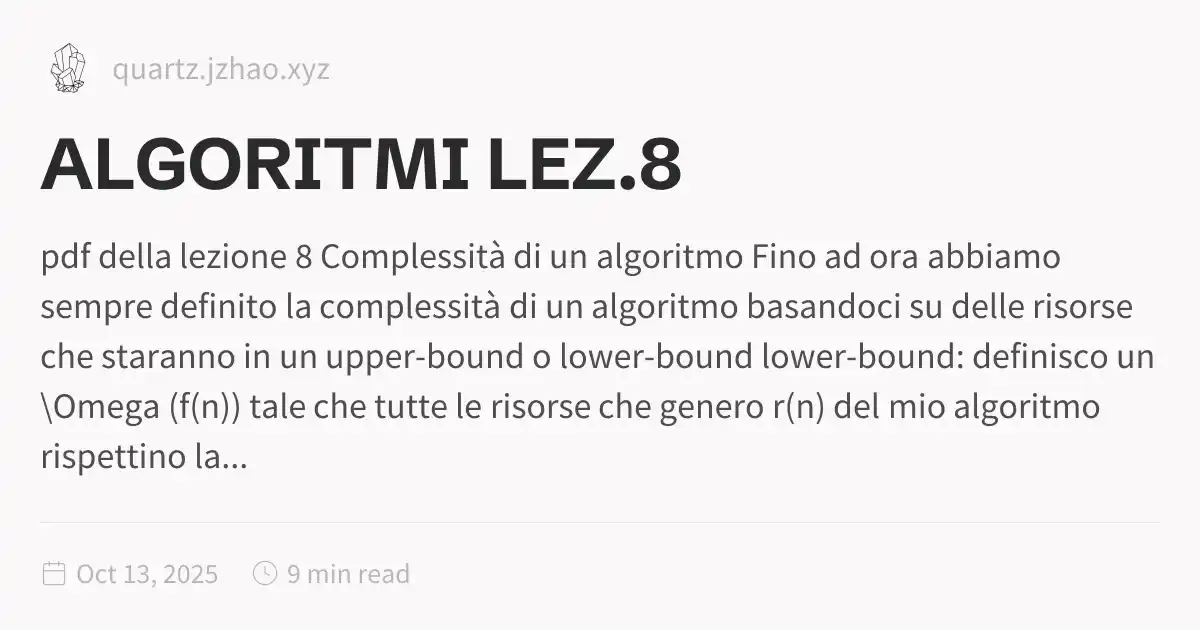 quartz.jzhao.xyz
ALGORITMI LEZ.8
pdf della lezione 8 Complessità di un algoritmo Fino ad ora abbiamo
sempre definito la complessità di un algoritmo basandoci su delle risorse
che staranno in un upper-bound o lower-bound lower-bound: definisco un
\Omega (f(n)) tale che tutte le risorse che genero r(n) del mio algoritmo
rispettino la...
Oct 13, 2025 9 min read